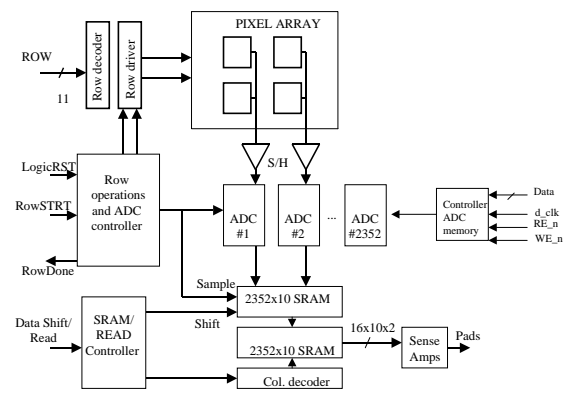 PIXEL ARRAY
ROW
11
Row decoder
Row driver
S/H
LogicRST
RowSTRT
RowDone
Row
operations
and ADC
controller
ADC
#1
ADC
#2
...
ADC
#2352
Controller
ADC
memory
Data
d_clk
RE_n
WE_n
Sample
Shift
2352x10 SRAM
Data Shift/
Read
SRAM/
READ
Controller
2352x10 SRAM
16x10x2
Sense
Amps
Pads
Col. decoder